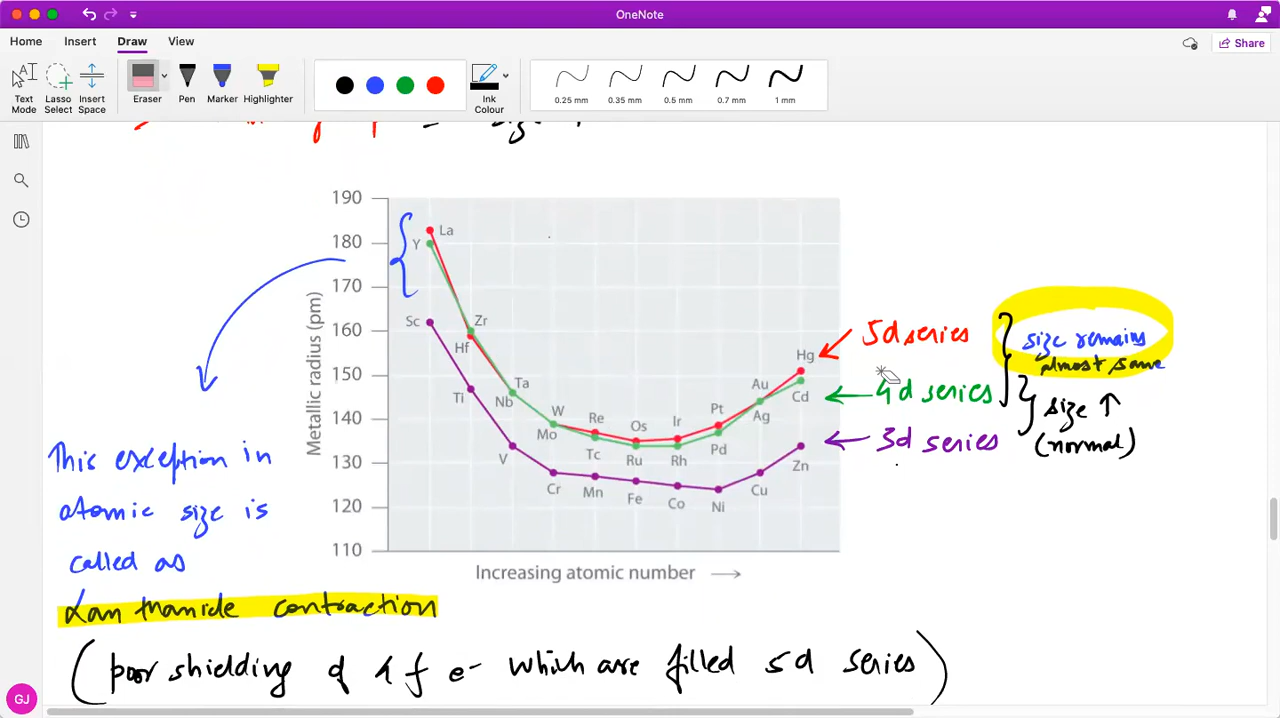 OneNote
Home Insert Draw View
Share
Text Mode
Lasso Select
Insert Space
Eraser
Pen
Marker
Highlighter
Ink Colour
0.25 mm
0.35 mm
0.5 mm
0.7 mm
1 mm
size
190
180
170
160
150
140
130
120
110
Metallic radius (pm)
La
Y
Sc
Zr
Hf
Ti
Ta
Nb
V
W
Mo
Cr
Re
Tc
Mn
Os
Ru
Fe
Ir
Rh
Co
Pt
Pd
Ni
Au
Ag
Cu
Hg
Cd
Zn
Increasing atomic number →
5d series
4d series
3d series
size remains
almost same
size ↑
(normal)
This exception in
atomic size is
called as
Lanthanide contraction
(poor shielding of 4f e- which are filled 5d series)
GJ